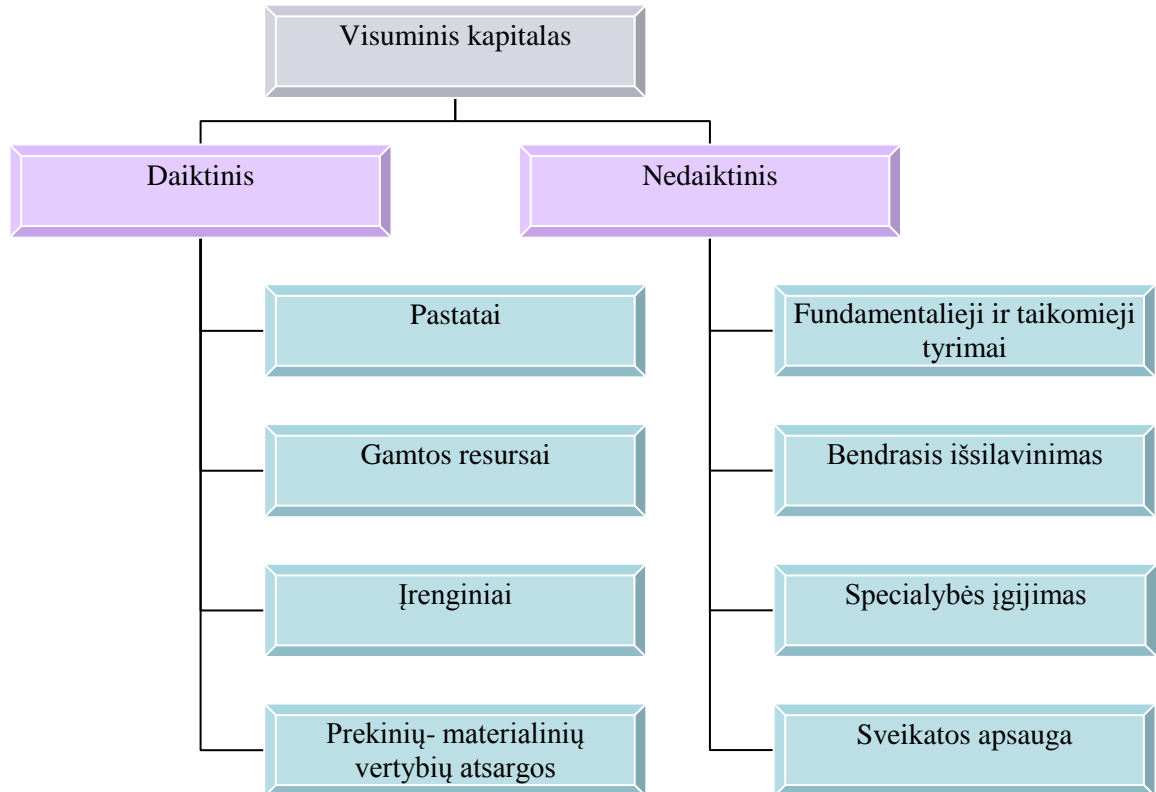 Visuminis kapitalas
Daiktinis
Nedaiktinis
Pastatai
Fundamentalieji ir taikomieji
tyrimai
Gamtos resursai
Bendrasis išsilavinimas
Įrenginiai
Specialybės įgijimas
Prekinių- materialinių
vertybių atsargos
Sveikatos apsauga